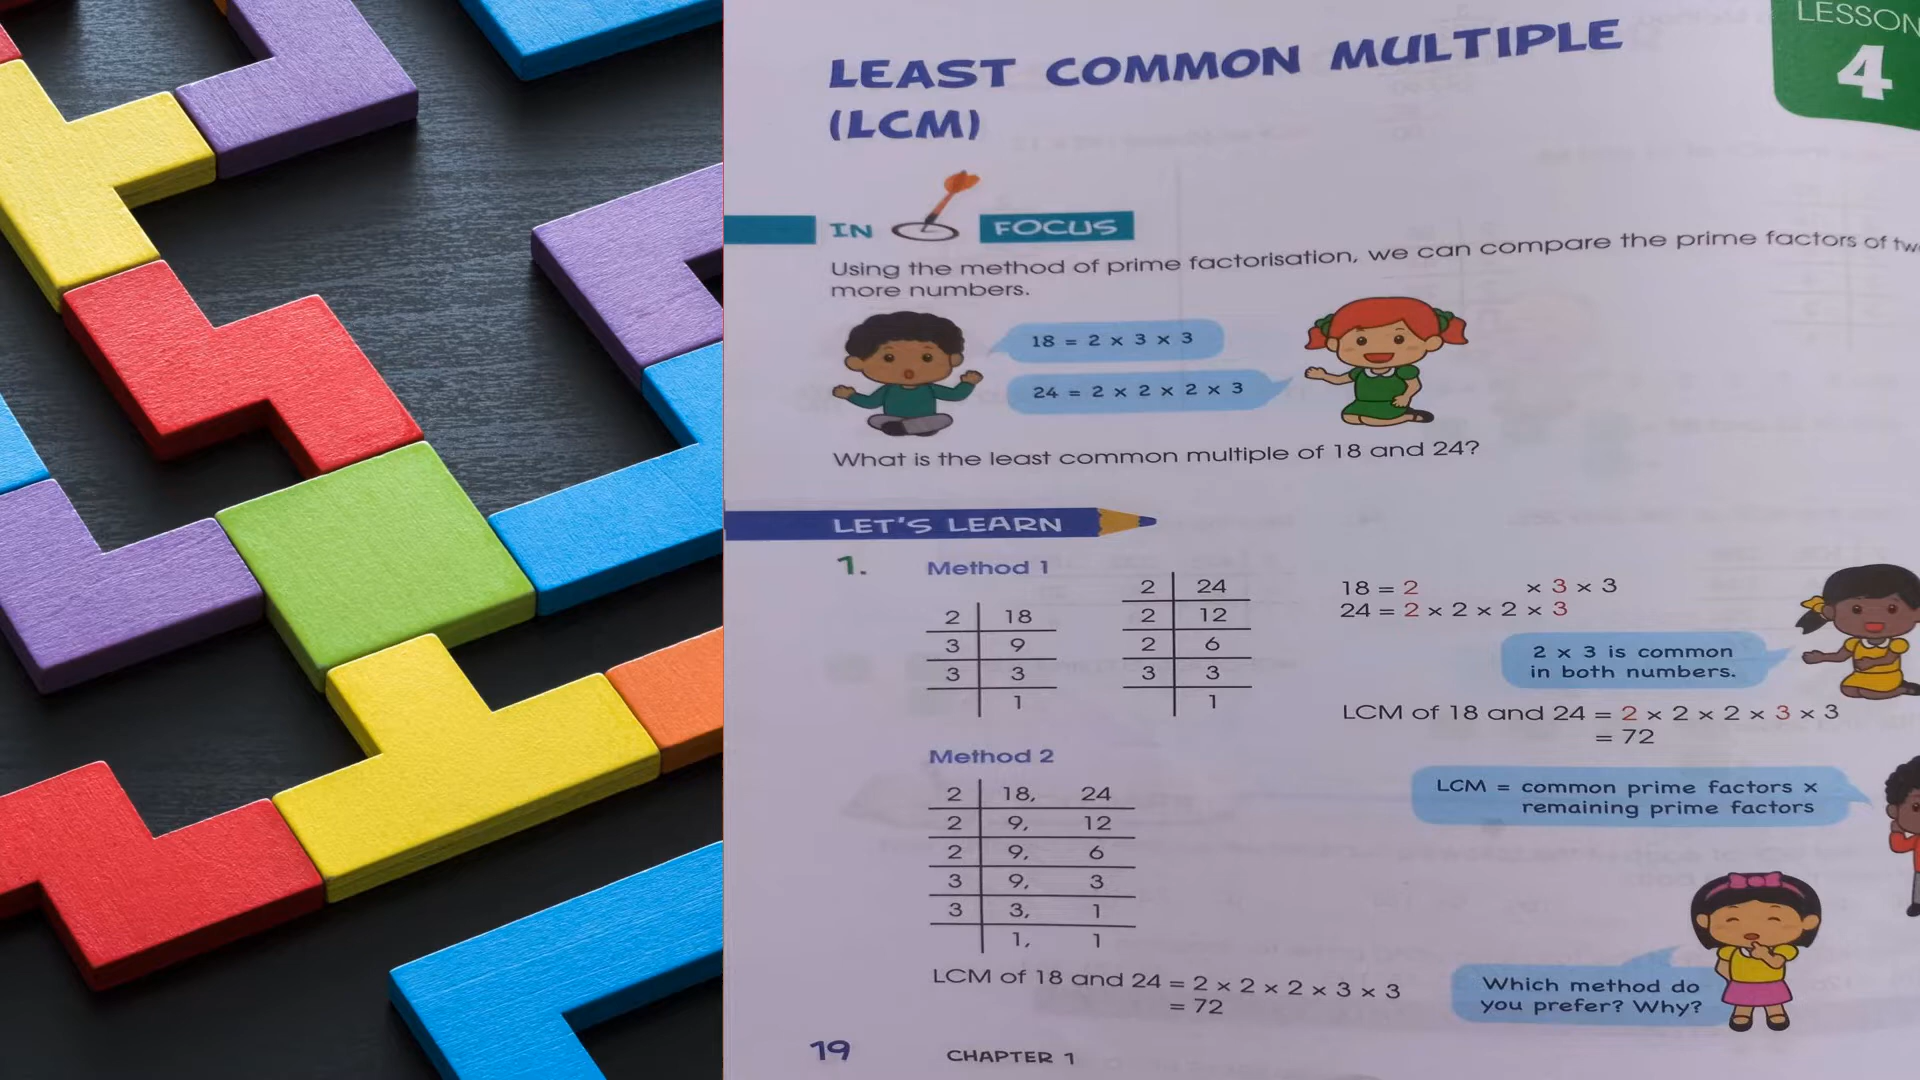 LESSON
4
LEAST COMMON MULTIPLE
(LCM)
IN FOCUS
Using the method of prime factorisation, we can compare the prime factors of
more numbers.
18 = 2 x 3 x 3
24 = 2 x 2 x 2 x 3
What is the least common multiple of 18 and 24?
LET'S LEARN
1.
Method 1
2 18
3 9
3 3
1
2 24
2 12
2 6
3 3
1
18 = 2 × 3 × 3
24 = 2 × 2 × 2 × 3
2 x 3 is common
in both numbers.
LCM of 18 and 24 = 2 × 2 × 2 × 3 × 3
= 72
Method 2
2 18, 24
2 9, 12
2 9, 6
3 9, 3
3 3, 1
1, 1
LCM = common prime factors x
remaining prime factors
LCM of 18 and 24 = 2 × 2 × 2 × 3 × 3
= 72
Which method do
you prefer? Why?
19 CHAPTER 1